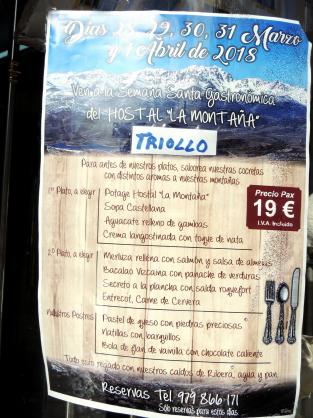 Días 28, 29, 30, 31 Marzo
y 1 Abril de 2018
Ven a la Semana Santa Gastronómica
del HOSTAL "LA MONTAÑA"
TRIOLLO
Para antes de nuestros platos, saborea nuestras cocretas
con distintos aromas a nuestras montañas
1er Plato, a elegir
Potage Hostal "La Montaña"
Sopa Castellana
Aguacate relleno de gambas
Crema langostinada con toque de nata
Precio Pax
19 €
I.V.A. Incluido
2º Plato, a elegir
Merluza rellena con salmón y salsa de almejas
Bacalao Vizcaina con panache de verduras
Secreto a la plancha con salda roquefort
Entrecot, Carne de Cervera
Nuestros Postres
Pastel de queso con piedras preciosas
Natillas con barquillos
Bola de flan de vainilla con chocolate caliente
Todo esto regado con nuestros caldos de Ribera, agua y pan
Reservas Tel 979 866 171
Sólo reservas para estos días